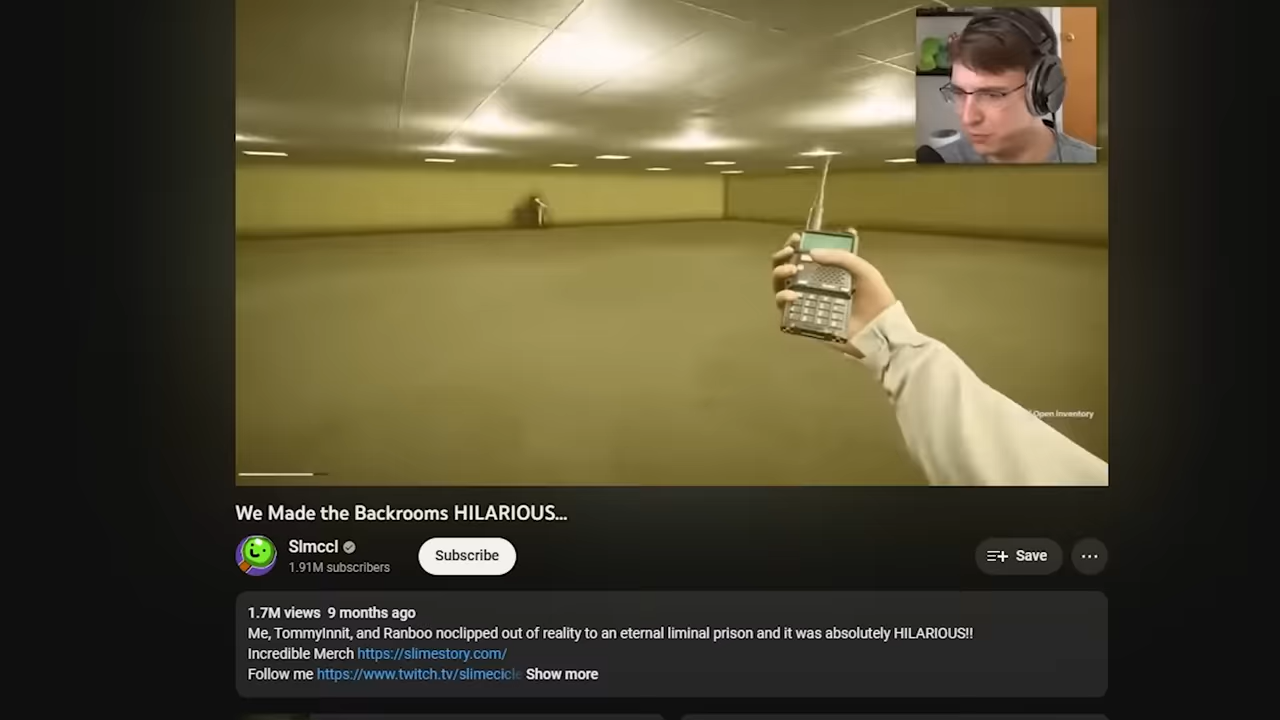 Open Inventory
We Made the Backrooms HILARIOUS...
Slmccl
Subscribe
Save
1.91M subscribers
1.7M views 9 months ago
Me, TommyInnit, and Ranboo noclipped out of reality to an eternal liminal prison and it was absolutely HILARIOUS!!
Incredible Merch https://slimestory.com/
Follow me https://www.twitch.tv/slimecicle Show more